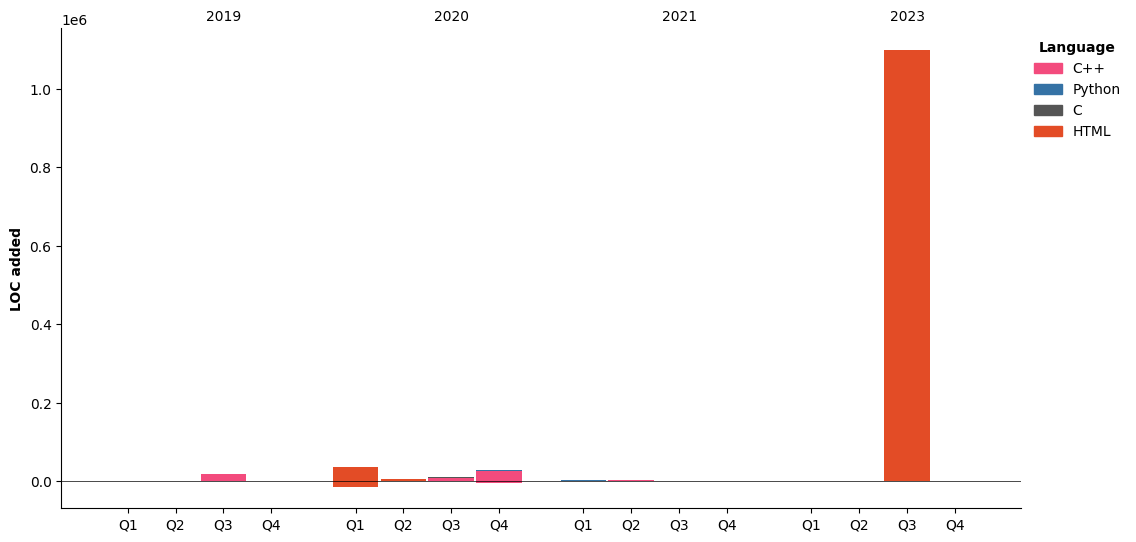 1e6
2019 2020 2021 2023
Language
C++
Python
C
HTML
LOC added
1.0
0.8
0.6
0.4
0.2
0.0
Q1 Q2 Q3 Q4 Q1 Q2 Q3 Q4 Q1 Q2 Q3 Q4 Q1 Q2 Q3 Q4